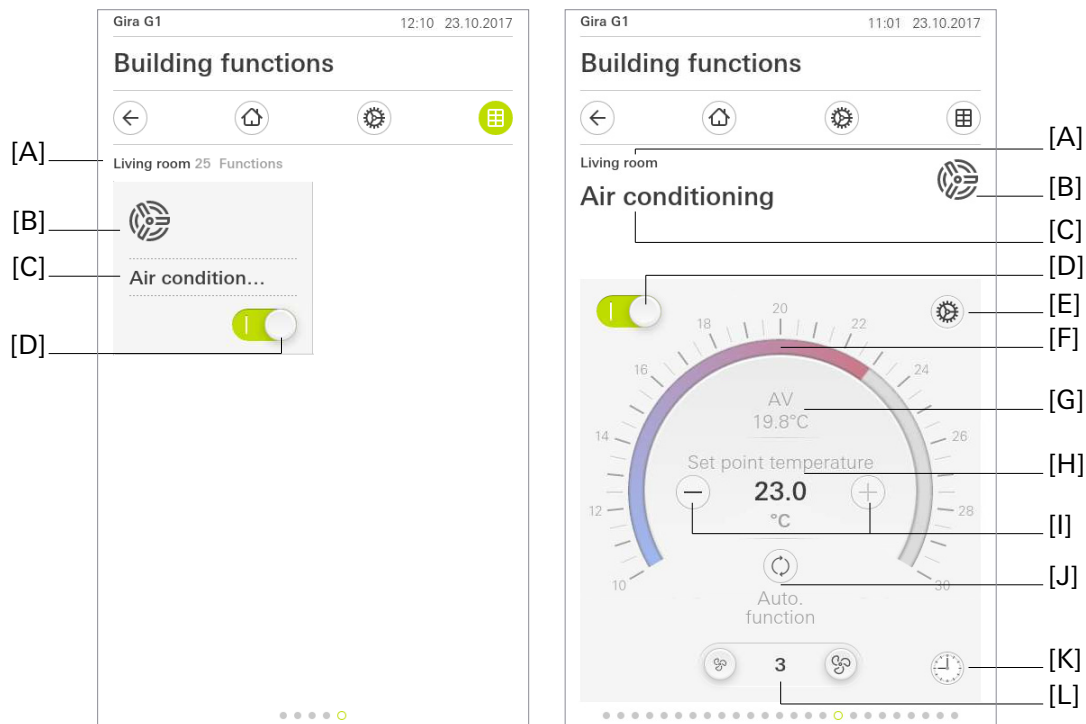 Gira G1 12:10 23.10.2017
Building functions
[A] Living room 25 Functions
[B]
[C] Air condition...
[D]
Gira G1 11:01 23.10.2017
Building functions
Living room [A]
Air conditioning [B]
[C]
[D]
[E]
[F]
10 12 14 16 18 20 22 24 26 28 30
AV [G]
19.8°C
Set point temperature [H]
23.0
°C
[I]
[J]
Auto.
function
3 [K]
[L]